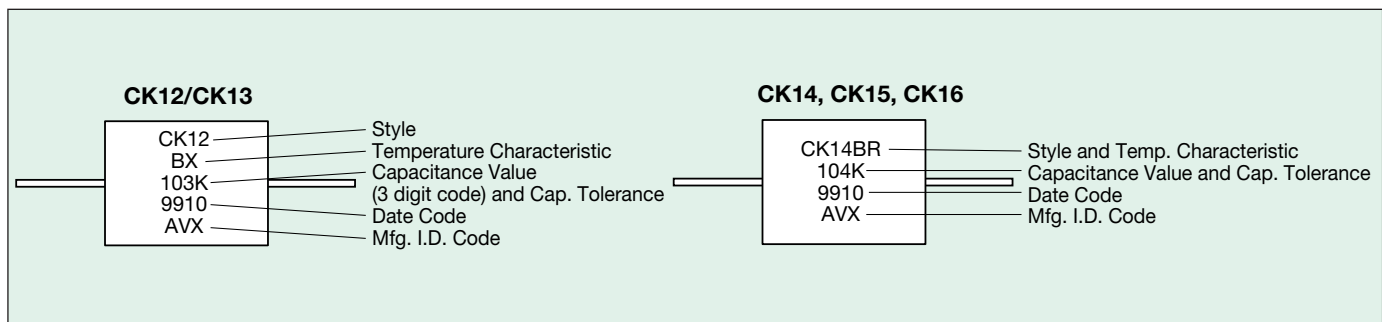 CK12/CK13
CK12
BX
103K
9910
AVX
Style
Temperature Characteristic
Capacitance Value
(3 digit code) and Cap. Tolerance
Date Code
Mfg. I.D. Code
CK14, CK15, CK16
CK14BR
104K
9910
AVX
Style and Temp. Characteristic
Capacitance Value and Cap. Tolerance
Date Code
Mfg. I.D. Code